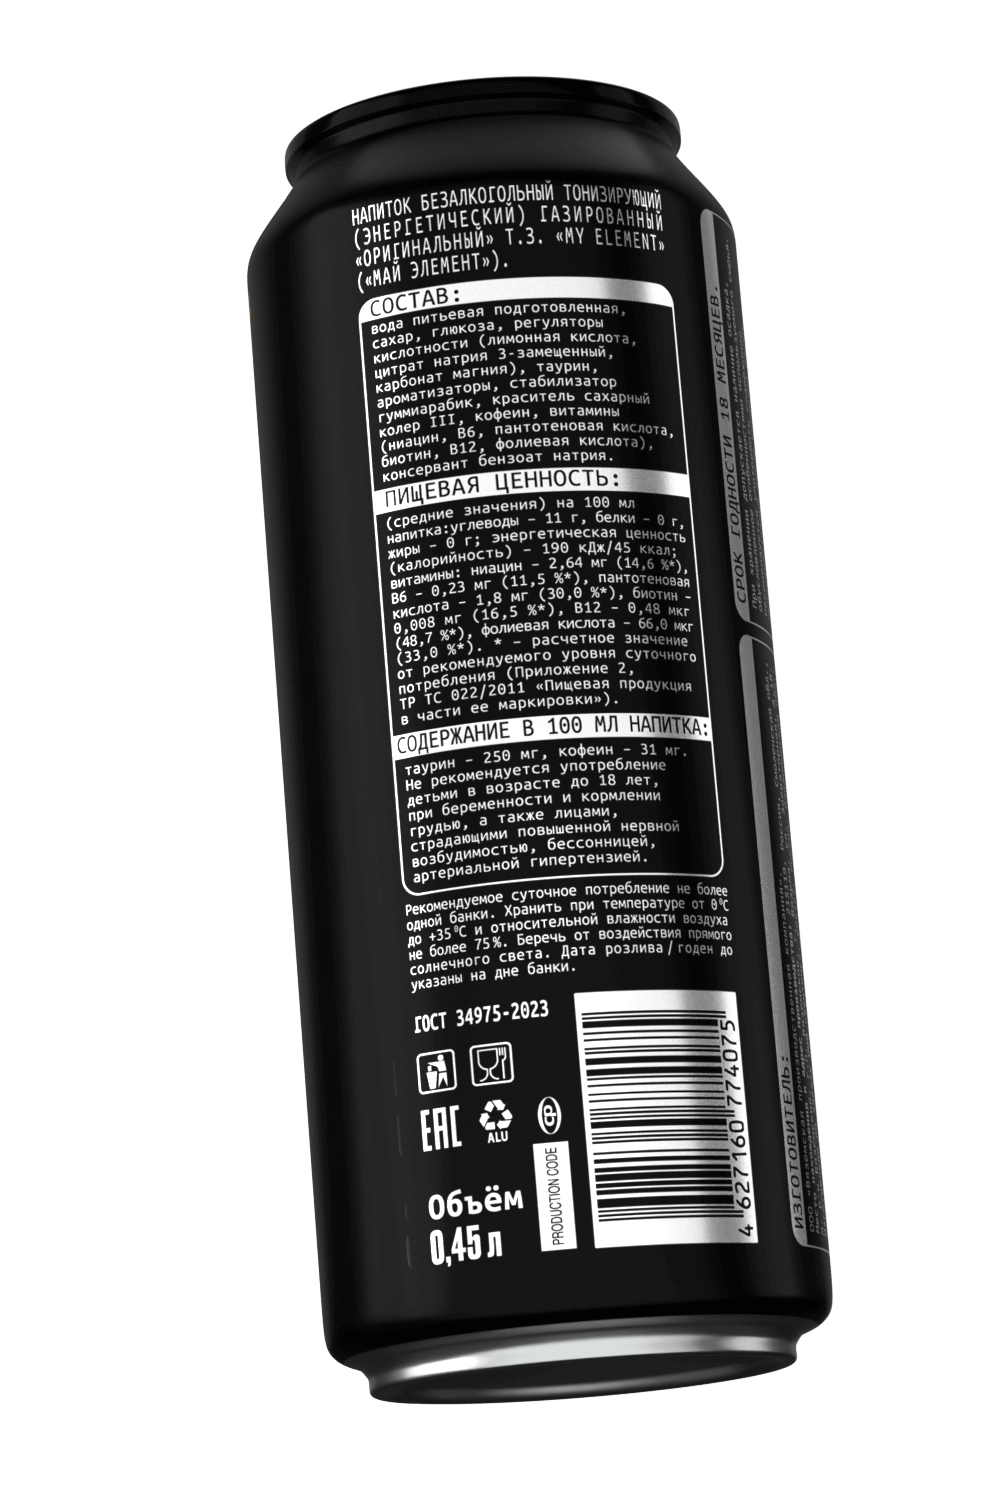 НАПИТОК БЕЗАЛКОГОЛЬНЫЙ ТОНИЗИРУЮЩИЙ
(ЭНЕРГЕТИЧЕСКИЙ) ГАЗИРОВАННЫЙ
«ОРИГИНАЛЬНЫЙ» Т.З. «MY ELEMENT»
(«МАЙ ЭЛЕМЕНТ»).
СОСТАВ:
вода питьевая подготовленная,
сахар, глюкоза, регуляторы
кислотности (лимонная кислота,
цитрат натрия 3-замещенный,
карбонат магния), таурин,
ароматизаторы, стабилизатор
гуммиарабик, краситель сахарный
колер III, кофеин, витамины
(ниацин, B6, пантотеновая кислота,
биотин, B12, фолиевая кислота),
консервант бензоат натрия.
ПИЩЕВАЯ ЦЕННОСТЬ:
(средние значения) на 100 мл
напитка:углеводы – 11 г, белки – 0 г,
жиры – 0 г; энергетическая ценность
(калорийность) – 190 кДж/45 ккал;
витамины: ниацин – 2,64 мг (14,6 %*),
B6 – 0,23 мг (11,5 %*), пантотеновая
кислота – 1,8 мг (30,0 %*), биотин –
0,008 мг (16,5 %*), B12 – 0,48 мкг
(48,7 %*), фолиевая кислота – 66,0 мкг
(33,0 %*). * – расчетное значение
от рекомендуемого уровня суточного
потребления (Приложение 2,
ТР ТС 022/2011 «Пищевая продукция
в части ее маркировки»).
СОДЕРЖАНИЕ В 100 МЛ НАПИТКА:
таурин – 250 мг, кофеин – 31 мг.
Не рекомендуется употребление
детьми в возрасте до 18 лет,
при беременности и кормлении
грудью, а также лицами,
страдающими повышенной нервной
возбудимостью, бессонницей,
артериальной гипертензией.
Рекомендуемое суточное потребление не более
одной банки. Хранить при температуре от 0°C
до +35°C и относительной влажности воздуха
не более 75%. Беречь от воздействия прямого
солнечного света. Дата розлива/годен до
указаны на дне банки.
ГОСТ 34975-2023
EAC
ALU
Объём
0,45 л
PRODUCTION CODE
4 627160 774075
СРОК ГОДНОСТИ 18 МЕСЯЦЕВ.
ИЗГОТОВИТЕЛЬ: